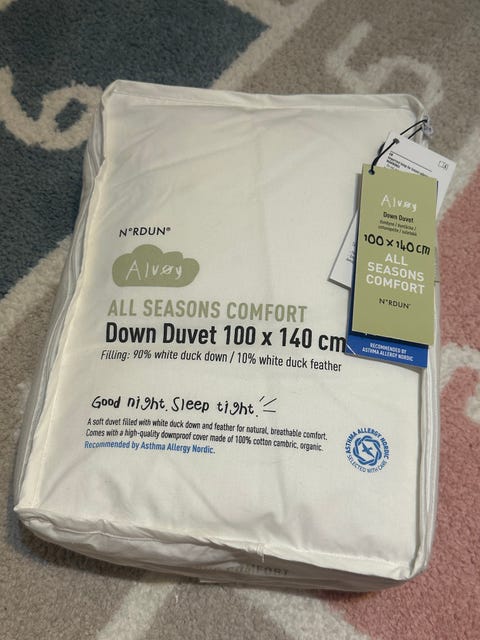 N°RDUN®
Alvøy
ALL SEASONS COMFORT
Down Duvet 100 x 140 cm
Filling: 90% white duck down / 10% white duck feather
Good night. Sleep tight.
A soft duvet filled with white duck down and feather for natural, breathable comfort.
Comes with a high-quality downproof cover made of 100% cotton cambric, organic.
Recommended by Asthma Allergy Nordic.
ASTHMA ALLERGY NORDIC
SELECTED WITH CARE
Alvøy
Down Duvet
100 x 140 cm
ALL
SEASONS
COMFORT
N°RDUN®
RECOMMENDED BY
ASTHMA ALLERGY NORDIC
COMFORT